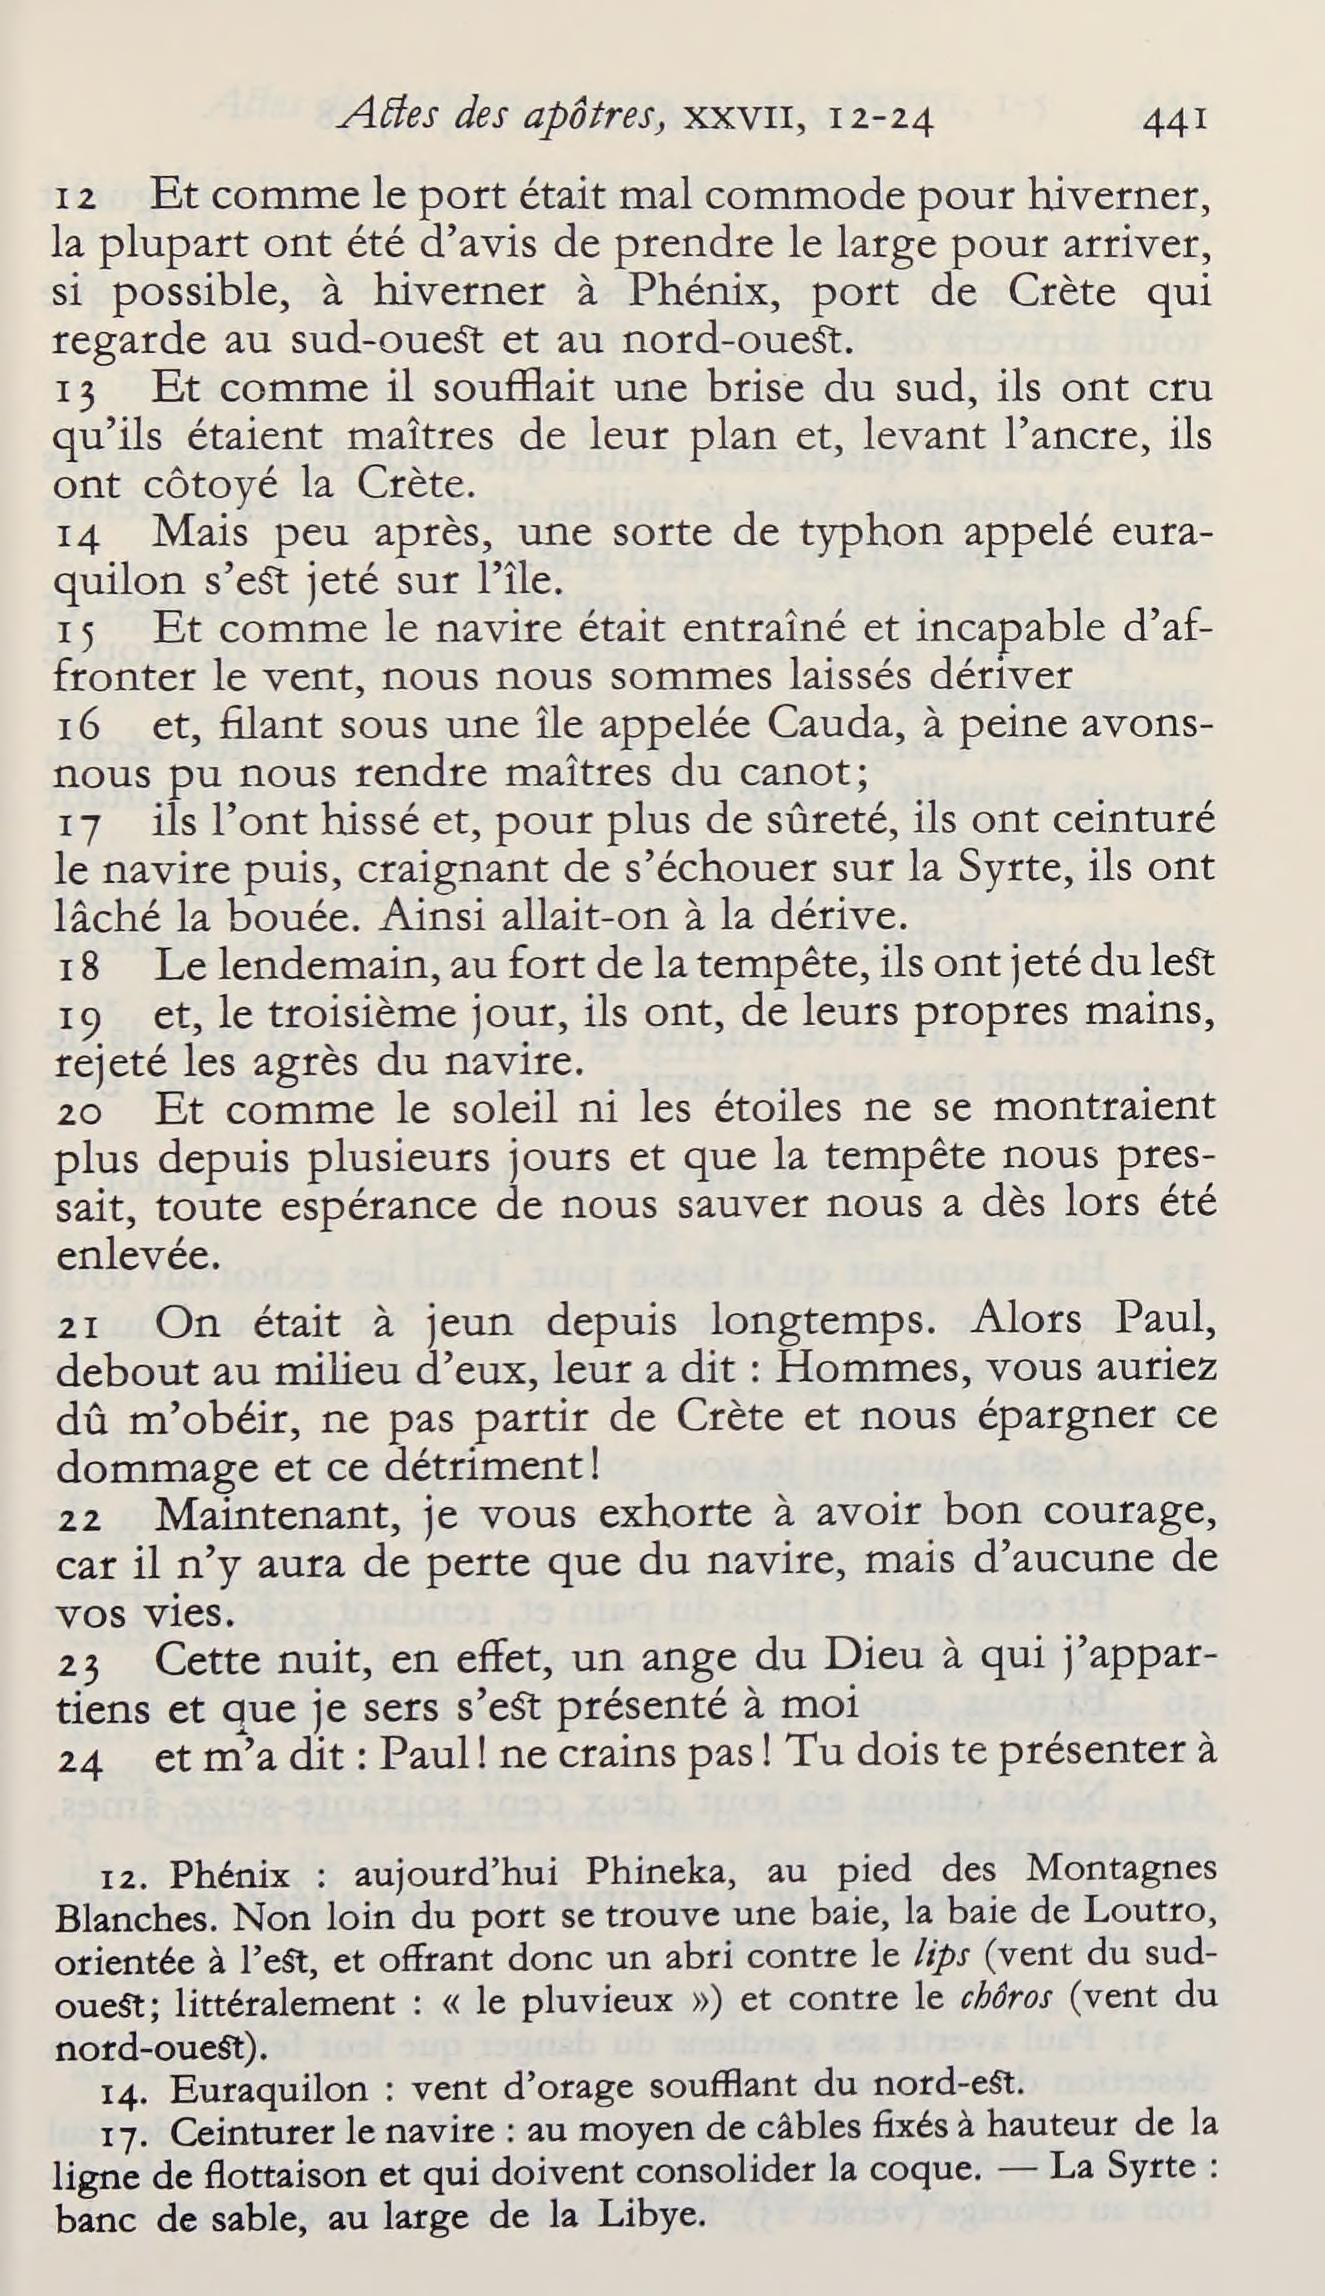 Actes des apôtres, XXVII, 12-24 441
12 Et comme le port était mal commode pour hiverner,
la plupart ont été d'avis de prendre le large pour arriver,
si possible, à hiverner à Phénix, port de Crète qui
regarde au sud-ouest et au nord-ouest.
13 Et comme il soufflait une brise du sud, ils ont cru
qu'ils étaient maîtres de leur plan et, levant l'ancre, ils
ont côtoyé la Crète.
14 Mais peu après, une sorte de typhon appelé eura-
quilon s'est jeté sur l'île.
15 Et comme le navire était entraîné et incapable d'af-
fronter le vent, nous nous sommes laissés dériver
16 et, filant sous une île appelée Cauda, à peine avons-
nous pu nous rendre maîtres du canot;
17 ils l'ont hissé et, pour plus de sûreté, ils ont ceinturé
le navire puis, craignant de s'échouer sur la Syrte, ils ont
lâché la bouée. Ainsi allait-on à la dérive.
18 Le lendemain, au fort de la tempête, ils ont jeté du lest
19 et, le troisième jour, ils ont, de leurs propres mains,
rejeté les agrès du navire.
20 Et comme le soleil ni les étoiles ne se montraient
plus depuis plusieurs jours et que la tempête nous pres-
sait, toute espérance de nous sauver nous a dès lors été
enlevée.
21 On était à jeun depuis longtemps. Alors Paul,
debout au milieu d'eux, leur a dit : Hommes, vous auriez
dû m'obéir, ne pas partir de Crète et nous épargner ce
dommage et ce détriment!
22 Maintenant, je vous exhorte à avoir bon courage,
car il n'y aura de perte que du navire, mais d'aucune de
vos vies.
23 Cette nuit, en effet, un ange du Dieu à qui j'appar-
tiens et que je sers s'est présenté à moi
24 et m'a dit : Paul! ne crains pas! Tu dois te présenter à
12. Phénix : aujourd'hui Phineka, au pied des Montagnes
Blanches. Non loin du port se trouve une baie, la baie de Loutro,
orientée à l'est, et offrant donc un abri contre le lips (vent du sud-
ouest; littéralement : « le pluvieux ») et contre le chôros (vent du
nord-ouest).
14. Euraquilon : vent d'orage soufflant du nord-est.
17. Ceinturer le navire : au moyen de câbles fixés à hauteur de la
ligne de flottaison et qui doivent consolider la coque. — La Syrte :
banc de sable, au large de la Libye.